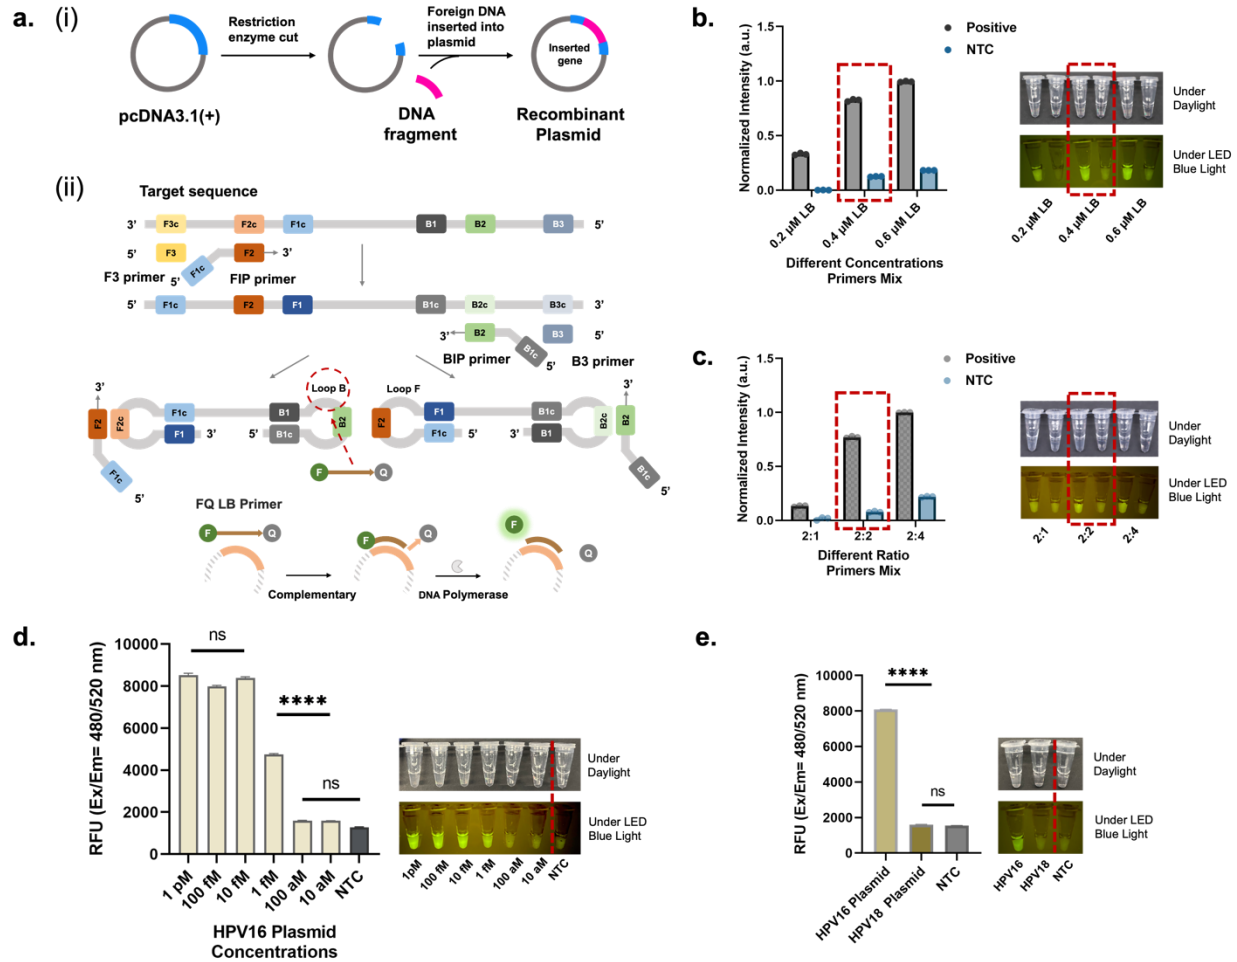 a. (i)
Restriction
enzyme cut
Foreign DNA
inserted into
plasmid
Inserted
gene
pcDNA3.1(+)
DNA
fragment
Recombinant
Plasmid
(ii)
Target sequence
3’ F3c F2c F1c B1 B2 B3 5’
F3 F1c F2 3’
F3 primer 5’ FIP primer
5’ F1c F2 F1 B1c B2c B3c 3’
3’ B2 B1c B3 5’
BIP primer 5’ B3 primer
3’ Loop B Loop F 3’
F2 F2c F1c B1 B2 F2 F1 B1c B2c B2
F1 3’ 5’ B1c F1c 5’ 3’ B1
F1c B1c
5’ F Q 5’
FQ LB Primer
F Q F Q F Q
Complementary
DNA Polymerase
b.
Normalized Intensity (a.u.)
1.5
1.0
0.5
0.0
Positive
NTC
0.2 µM LB
0.4 µM LB
0.6 µM LB
Different Concentrations
Primers Mix
Under
Daylight
Under LED
Blue Light
0.2 µM LB
0.4 µM LB
0.6 µM LB
c.
Normalized Intensity (a.u.)
1.5
1.0
0.5
0.0
Positive
NTC
2:1 2:2 2:4
Different Ratio
Primers Mix
Under
Daylight
Under LED
Blue Light
2:1 2:2 2:4
d.
RFU (Ex/Em= 480/520 nm)
10000
8000
6000
4000
2000
0
ns
****
ns
1 pM
100 fM
10 fM
1 fM
100 aM
10 aM
NTC
HPV16 Plasmid
Concentrations
Under
Daylight
Under LED
Blue Light
1pM
100 fM
10 fM
1 fM
100 aM
10 aM
NTC
e.
RFU (Ex/Em= 480/520 nm)
10000
8000
6000
4000
2000
0
****
ns
HPV16 Plasmid
HPV18 Plasmid
NTC
Under
Daylight
Under LED
Blue Light
HPV16
HPV18
NTC